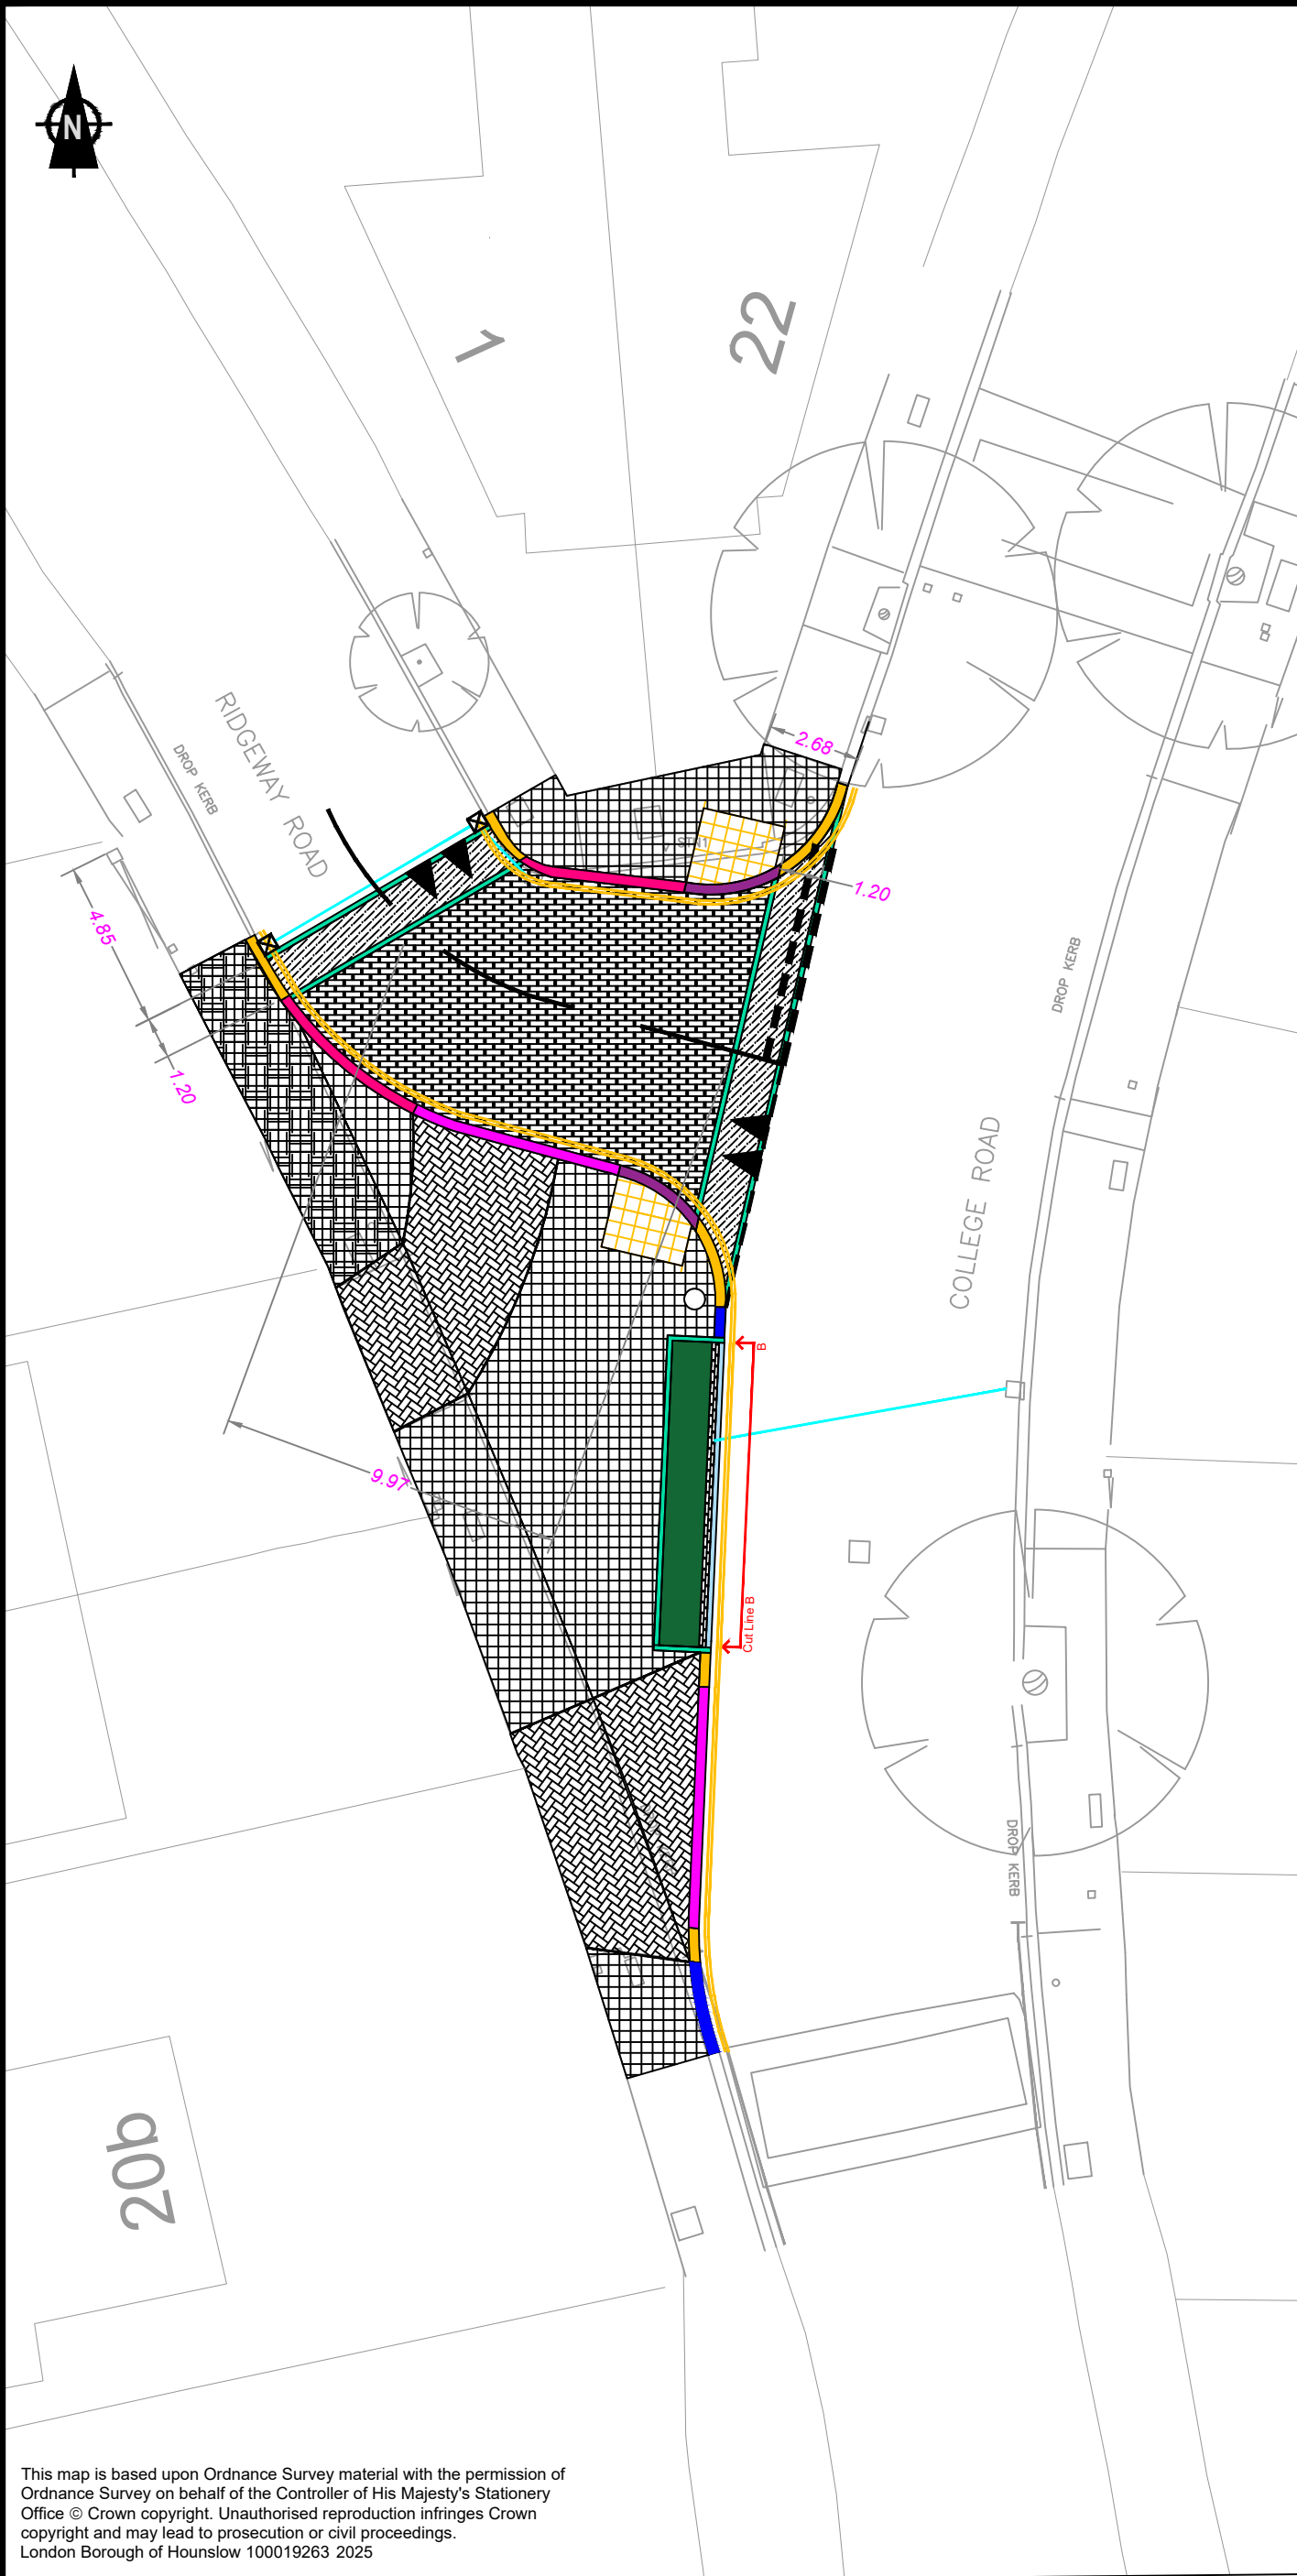 N
1
22
RIDGEWAY ROAD
DROP KERB
2.68
STN1
1.20
4.85
1.20
DROP KERB
COLLEGE ROAD
B
9.97
Cut Line B
DROP KERB
20b
This map is based upon Ordnance Survey material with the permission of
Ordnance Survey on behalf of the Controller of His Majesty's Stationery
Office © Crown copyright. Unauthorised reproduction infringes Crown
copyright and may lead to prosecution or civil proceedings.
London Borough of Hounslow 100019263 2025